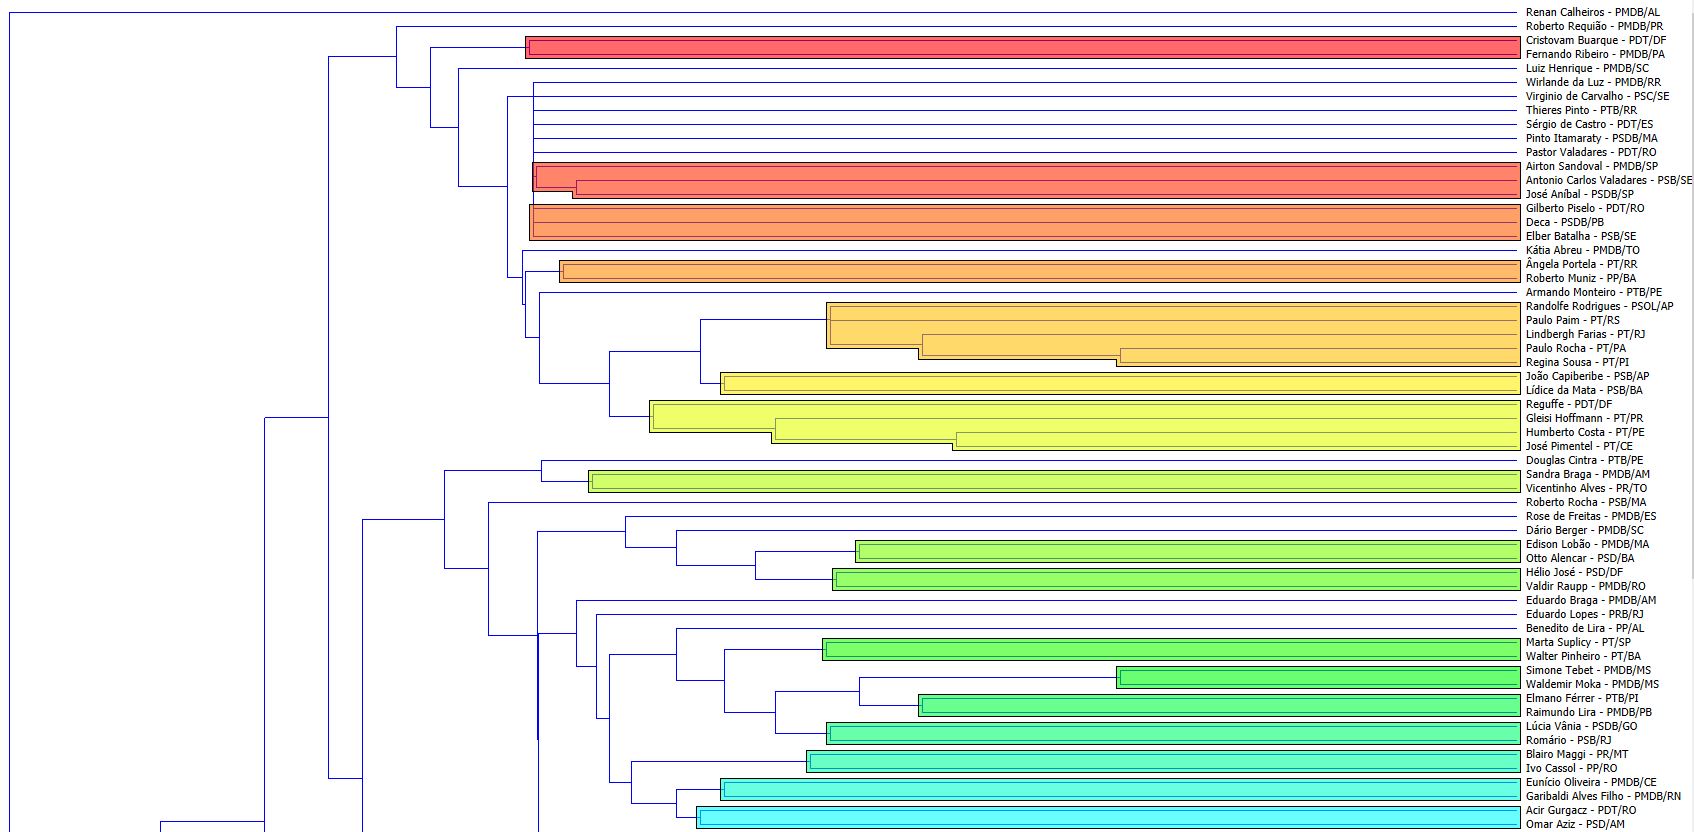 Renan Calheiros - PMDB/AL
Roberto Requião - PMDB/PR
Cristovam Buarque - PDT/DF
Fernando Ribeiro - PMDB/PA
Luiz Henrique - PMDB/SC
Wirlande da Luz - PMDB/RR
Virginio de Carvalho - PSC/SE
Thieres Pinto - PTB/RR
Sérgio de Castro - PDT/ES
Pinto Itamaraty - PSDB/MA
Pastor Valadares - PDT/RO
Airton Sandoval - PMDB/SP
Antonio Carlos Valadares - PSB/SE
José Aníbal - PSDB/SP
Gilberto Piselo - PDT/RO
Deca - PSDB/PB
Elber Batalha - PSB/SE
Kátia Abreu - PMDB/TO
Ângela Portela - PT/RR
Roberto Muniz - PP/BA
Armando Monteiro - PTB/PE
Randolfe Rodrigues - PSOL/AP
Paulo Paim - PT/RS
Lindbergh Farias - PT/RJ
Paulo Rocha - PT/PA
Regina Sousa - PT/PI
João Capiberibe - PSB/AP
Lídice da Mata - PSB/BA
Reguffe - PDT/DF
Gleisi Hoffmann - PT/PR
Humberto Costa - PT/PE
José Pimentel - PT/CE
Douglas Cintra - PTB/PE
Sandra Braga - PMDB/AM
Vicentinho Alves - PR/TO
Roberto Rocha - PSB/MA
Rose de Freitas - PMDB/ES
Dário Berger - PMDB/SC
Edison Lobão - PMDB/MA
Otto Alencar - PSD/BA
Hélio José - PSD/DF
Valdir Raupp - PMDB/RO
Eduardo Braga - PMDB/AM
Eduardo Lopes - PRB/RJ
Benedito de Lira - PP/AL
Marta Suplicy - PT/SP
Walter Pinheiro - PT/BA
Simone Tebet - PMDB/MS
Waldemir Moka - PMDB/MS
Elmano Férrer - PTB/PI
Raimundo Lira - PMDB/PB
Lúcia Vânia - PSDB/GO
Romário - PSB/RJ
Blairo Maggi - PR/MT
Ivo Cassol - PP/RO
Eunício Oliveira - PMDB/CE
Garibaldi Alves Filho - PMDB/RN
Acir Gurgacz - PDT/RO
Omar Aziz - PSD/AM